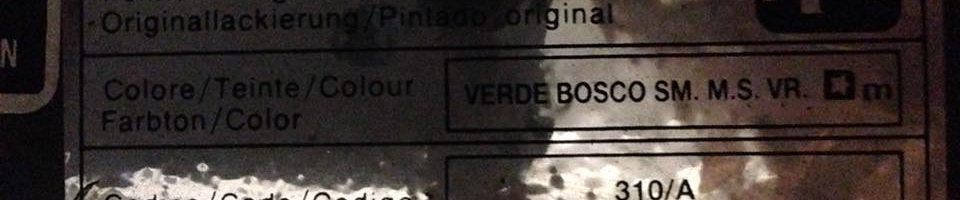 Originallackierung/Pintado original
Colore/Teinte/Colour
Farbton/Color
VERDE BOSCO SM. M.S. VR. m
310/A
N